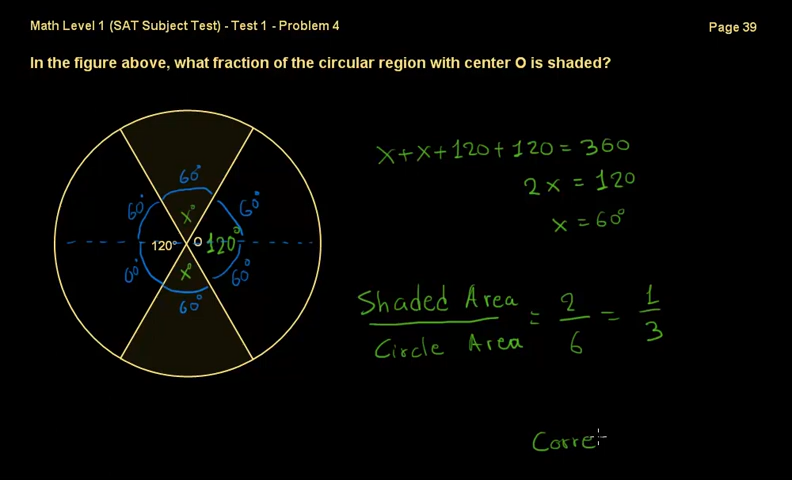 Math Level 1 (SAT Subject Test) - Test 1 - Problem 4
Page 39
In the figure above, what fraction of the circular region with center O is shaded?
x+x+120+120=360
2x = 120
x = 60°
60°
60°
60°
x°
120° O 120°
x°
60°
60°
60°
Shaded Area
Circle Area
= 2/6 = 1/3
Corre